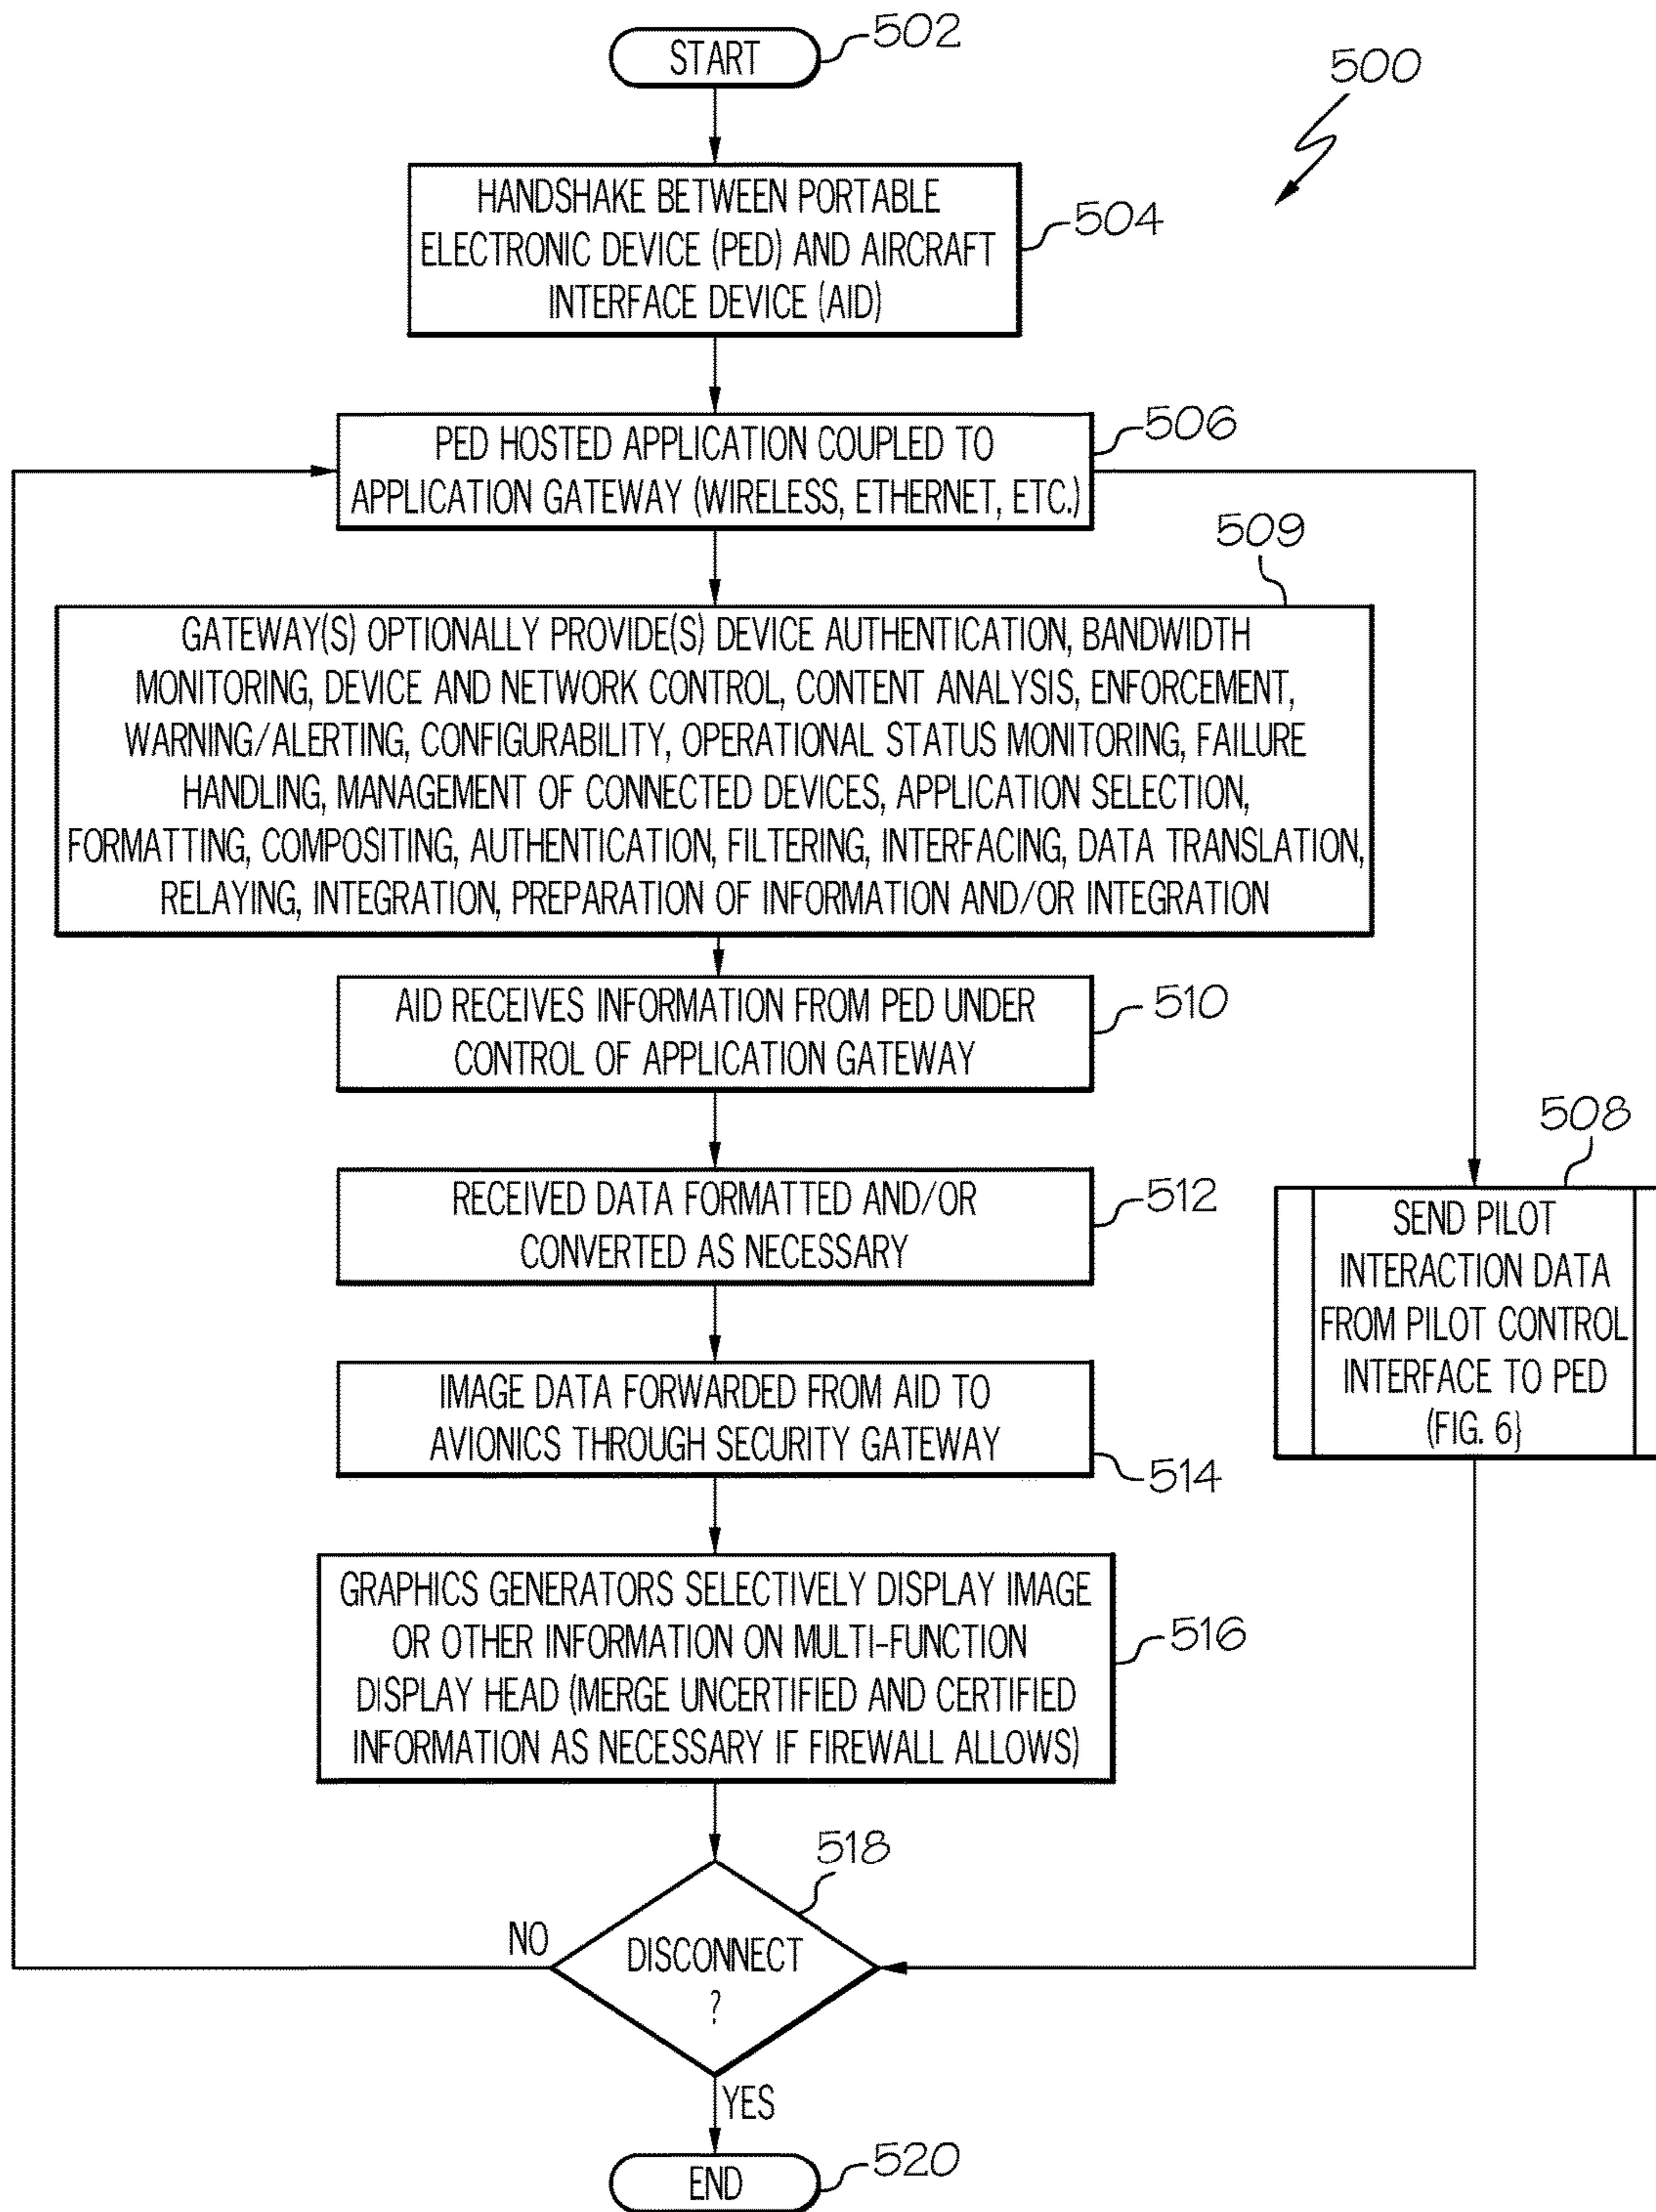 START
502
500
HANDSHAKE BETWEEN PORTABLE
ELECTRONIC DEVICE (PED) AND AIRCRAFT
INTERFACE DEVICE (AID)
504
PED HOSTED APPLICATION COUPLED TO
APPLICATION GATEWAY (WIRELESS, ETHERNET, ETC.)
506
509
GATEWAY(S) OPTIONALLY PROVIDE(S) DEVICE AUTHENTICATION, BANDWIDTH
MONITORING, DEVICE AND NETWORK CONTROL, CONTENT ANALYSIS, ENFORCEMENT,
WARNING/ALERTING, CONFIGURABILITY, OPERATIONAL STATUS MONITORING, FAILURE
HANDLING, MANAGEMENT OF CONNECTED DEVICES, APPLICATION SELECTION,
FORMATTING, COMPOSITING, AUTHENTICATION, FILTERING, INTERFACING, DATA TRANSLATION,
RELAYING, INTEGRATION, PREPARATION OF INFORMATION AND/OR INTEGRATION
AID RECEIVES INFORMATION FROM PED UNDER
CONTROL OF APPLICATION GATEWAY
510
508
SEND PILOT
INTERACTION DATA
FROM PILOT CONTROL
INTERFACE TO PED
(FIG. 6}
RECEIVED DATA FORMATTED AND/OR
CONVERTED AS NECESSARY
512
IMAGE DATA FORWARDED FROM AID TO
AVIONICS THROUGH SECURITY GATEWAY
514
GRAPHICS GENERATORS SELECTIVELY DISPLAY IMAGE
OR OTHER INFORMATION ON MULTI-FUNCTION
DISPLAY HEAD (MERGE UNCERTIFIED AND CERTIFIED
INFORMATION AS NECESSARY IF FIREWALL ALLOWS)
516
518
NO
DISCONNECT
?
YES
END
520